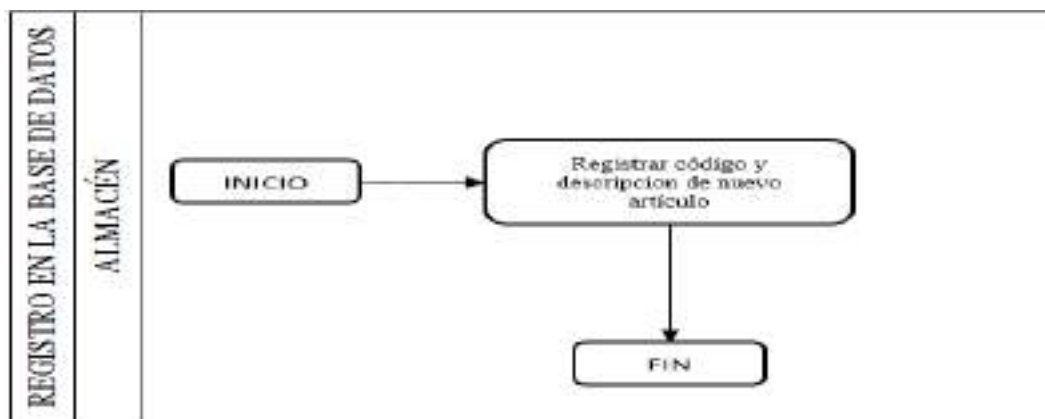 REGISTRO EN LA BASE DE DATOS
ALMACÉN
INICIO
Registrar código y
descripcion de nuevo
artículo
FIN